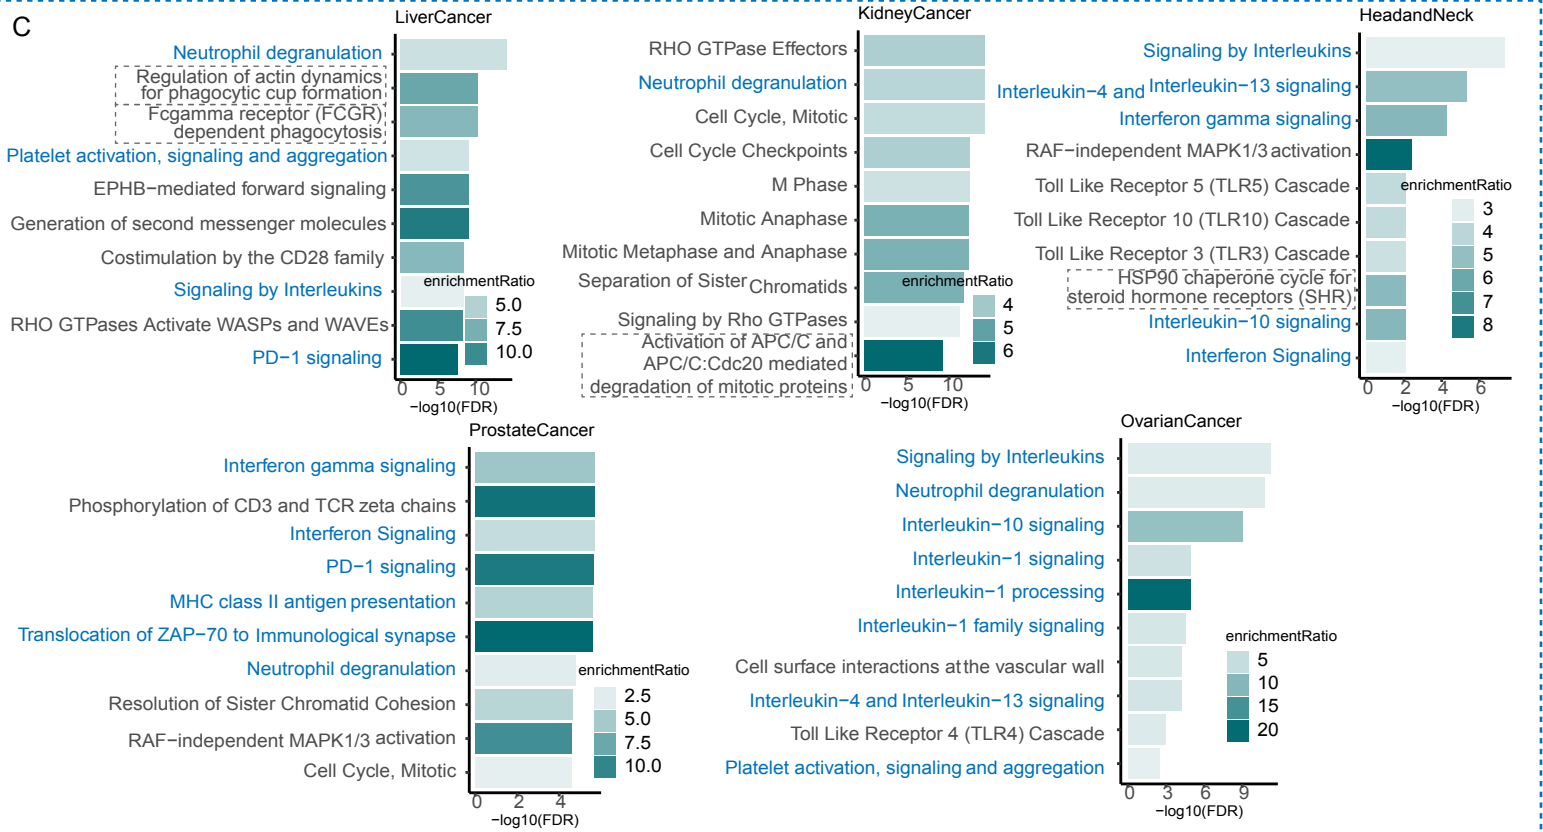 C
LiverCancer
Neutrophil degranulation
Regulation of actin dynamics
for phagocytic cup formation
Fcgamma receptor (FCGR)
dependent phagocytosis
Platelet activation, signaling and aggregation
EPHB−mediated forward signaling
Generation of second messenger molecules
Costimulation by the CD28 family
Signaling by Interleukins
RHO GTPases Activate WASPs and WAVEs
PD−1 signaling
enrichmentRatio
5.0
7.5
10.0
0 5 10
−log10(FDR)
KidneyCancer
RHO GTPase Effectors
Neutrophil degranulation
Cell Cycle, Mitotic
Cell Cycle Checkpoints
M Phase
Mitotic Anaphase
Mitotic Metaphase and Anaphase
Separation of Sister Chromatids
Signaling by Rho GTPases
Activation of APC/C and
APC/C:Cdc20 mediated
degradation of mitotic proteins
enrichmentRatio
4
5
6
0 5 10
−log10(FDR)
HeadandNeck
Signaling by Interleukins
Interleukin−4 and Interleukin−13 signaling
Interferon gamma signaling
RAF−independent MAPK1/3 activation
Toll Like Receptor 5 (TLR5) Cascade
Toll Like Receptor 10 (TLR10) Cascade
Toll Like Receptor 3 (TLR3) Cascade
HSP90 chaperone cycle for
steroid hormone receptors (SHR)
Interleukin−10 signaling
Interferon Signaling
enrichmentRatio
3
4
5
6
7
8
0 2 4 6
−log10(FDR)
ProstateCancer
Interferon gamma signaling
Phosphorylation of CD3 and TCR zeta chains
Interferon Signaling
PD−1 signaling
MHC class II antigen presentation
Translocation of ZAP−70 to Immunological synapse
Neutrophil degranulation
Resolution of Sister Chromatid Cohesion
RAF−independent MAPK1/3 activation
Cell Cycle, Mitotic
enrichmentRatio
2.5
5.0
7.5
10.0
0 2 4
−log10(FDR)
OvarianCancer
Signaling by Interleukins
Neutrophil degranulation
Interleukin−10 signaling
Interleukin−1 signaling
Interleukin−1 processing
Interleukin−1 family signaling
Cell surface interactions at the vascular wall
Interleukin−4 and Interleukin−13 signaling
Toll Like Receptor 4 (TLR4) Cascade
Platelet activation, signaling and aggregation
enrichmentRatio
5
10
15
20
0 3 6 9
−log10(FDR)